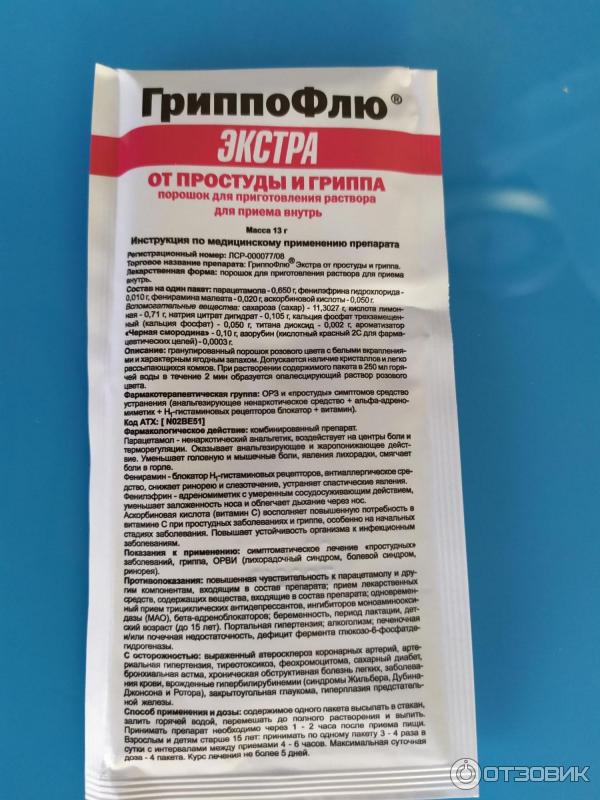 ГриппоФлю®
ЭКСТРА
ОТ ПРОСТУДЫ И ГРИППА
порошок для приготовления раствора
для приема внутрь
Масса 13 г
Инструкция по медицинскому применению препарата
Регистрационный номер: ЛСР-000077/08
Торговое название препарата: ГриппоФлю® Экстра от простуды и гриппа.
Лекарственная форма: порошок для приготовления раствора для приема
внутрь.
Состав на один пакет: парацетамола - 0,650 г, фенилэфрина гидрохлорида -
0,010 г, фенирамина малеата - 0,020 г, аскорбиновой кислоты - 0,050 г.
Вспомогательные вещества: сахароза (сахар) - 11,3027 г, кислота лимон-
ная - 0,71 г, натрия цитрат дигидрат - 0,105 г, кальция фосфат трехзамещен-
ный (кальция фосфат) - 0,050 г, титана диоксид - 0,002 г, ароматизатор
«Черная смородина» - 0,10 г, азорубин (кислотный красный 2С для фарма-
цевтических целей) - 0,0003 г.
Описание: гранулированный порошок розового цвета с белыми вкрапления-
ми и характерным ягодным запахом. Допускается наличие кристаллов и легко
рассыпающихся комков. При растворении содержимого пакета в 250 мл горя-
чей воды в течение 2 мин образуется опалесцирующий раствор розового
цвета.
Фармакотерапевтическая группа: ОРЗ и «простуды» симптомов средство
устранения (анальгезирующее ненаркотическое средство + альфа-адрено-
миметик + Н₁-гистаминовых рецепторов блокатор + витамин).
Код АТХ: [ N02BE51]
Фармакологическое действие: комбинированный препарат.
Парацетамол - ненаркотический анальгетик, воздействует на центры боли и
терморегуляции. Оказывает анальгезирующее и жаропонижающее дейст-
вие. Уменьшает головную и мышечные боли, явления лихорадки, смягчает
боли в горле.
Фенирамин - блокатор Н₁-гистаминовых рецепторов, антиаллергическое сре-
дство, снижает ринорею и слезотечение, устраняет спастические явления.
Фенилэфрин - адреномиметик с умеренным сосудосуживающим действием,
уменьшает заложенность носа и облегчает дыхание через нос.
Аскорбиновая кислота (витамин С) восполняет повышенную потребность в
витамине С при простудных заболеваниях и гриппе, особенно на начальных
стадиях заболевания. Повышает устойчивость организма к инфекционным
заболеваниям.
Показания к применению: симптоматическое лечение «простудных»
заболеваний, гриппа, ОРВИ (лихорадочный синдром, болевой синдром,
ринорея).
Противопоказания: повышенная чувствительность к парацетамолу и дру-
гим компонентам, входящим в состав препарата; прием лекарственных
средств, содержащих вещества, входящие в состав препарата; одновремен-
ный прием трициклических антидепрессантов, ингибиторов моноаминокси-
дазы (МАО), бета-адреноблокаторов; беременность, период лактации, дет-
ский возраст (до 15 лет). Портальная гипертензия; алкоголизм; печеночная
и/или почечная недостаточность, дефицит фермента глюкозо-6-фосфатде-
гидрогеназы.
С осторожностью: выраженный атеросклероз коронарных артерий, арте-
риальная гипертензия, тиреотоксикоз, феохромоцитома, сахарный диабет,
бронхиальная астма, хроническая обструктивная болезнь легких, заболева-
ния крови, врожденные гипербилирубинемии (синдромы Жильбера, Дубина-
Джонсона и Ротора), закрытоугольная глаукома, гиперплазия предстатель-
ной железы.
Способ применения и дозы: содержимое одного пакета высыпать в стакан,
залить горячей водой, перемешать до полного растворения и выпить.
Принимать препарат необходимо через 1 - 2 часа после приема пищи.
Взрослым и детям старше 15 лет: принимать по одному пакету 3 - 4 раза в
сутки с интервалами между приемами 4 - 6 часов. Максимальная суточная
доза - 4 пакета. Курс лечения не более 5 дней.
ОТЗОВИК